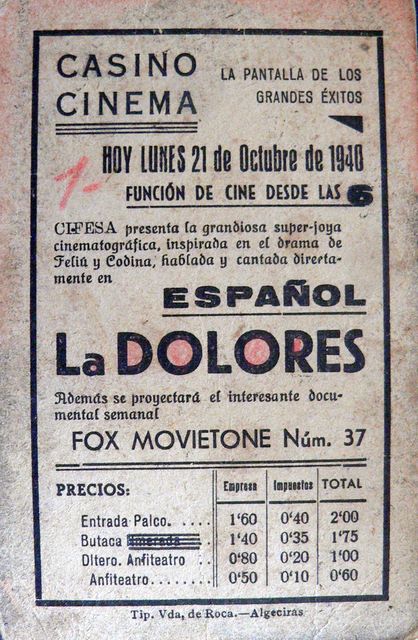 CASINO
CINEMA
LA PANTALLA DE LOS
GRANDES ÉXITOS
HOY LUNES 21 de Octubre de 1940
1-
FUNCIÓN DE CINE DESDE LAS 6
CIFESA presenta la grandiosa super-joya
cinematográfica, inspirada en el drama de
Feliú y Codina, hablada y cantada directa-
mente en
ESPAÑOL
La DOLORES
Además se proyectará el interesante docu-
mental semanal
FOX MOVIETONE Núm. 37
PRECIOS: Empresa Impuestos TOTAL
Entrada Palco. . . . . . 1'60 0'40 2'00
Butaca . . . . 1'40 0'35 1'75
Dltero. Anfiteatro . . . 0'80 0'20 1'00
Anfiteatro. . . . . 0'50 0'10 0'60
Tip. Vda, de Roca.—Algeciras